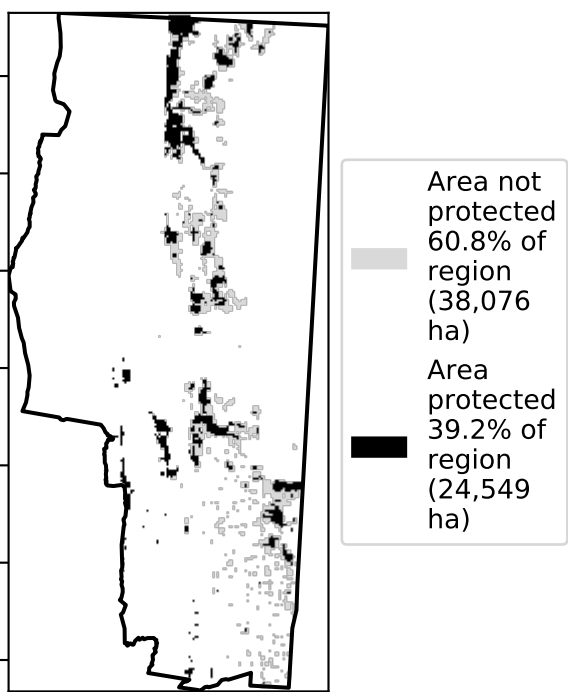 Area not
protected
60.8% of
region
(38,076
ha)
Area
protected
39.2% of
region
(24,549
ha)